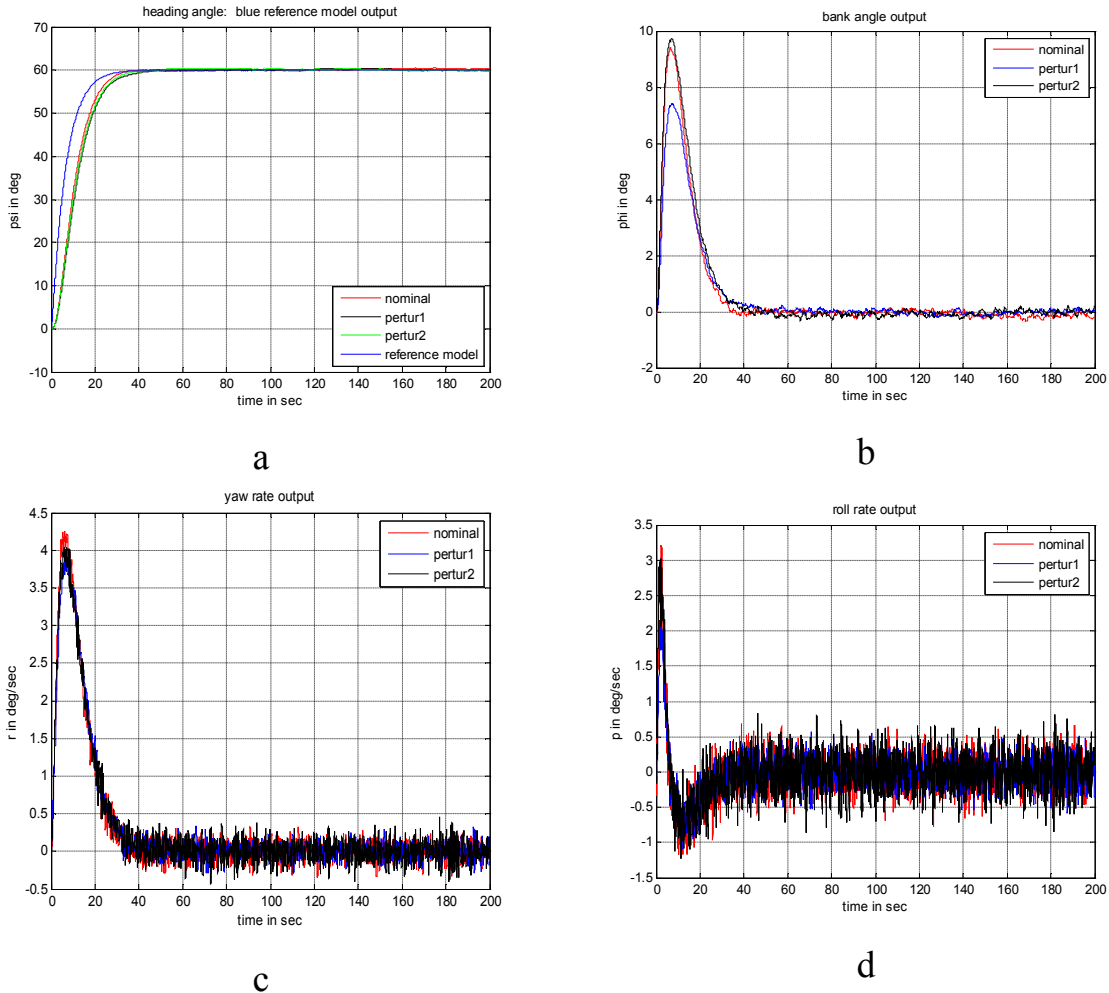 heading angle: blue reference model output
70
60
50
40
30
20
10
0
-10
psi in deg
nominal
pertur1
pertur2
reference model
0 20 40 60 80 100 120 140 160 180 200
time in sec
a
bank angle output
10
8
6
4
2
0
-2
phi in deg
nominal
pertur1
pertur2
0 20 40 60 80 100 120 140 160 180 200
time in sec
b
yaw rate output
4.5
4
3.5
3
2.5
2
1.5
1
0.5
0
-0.5
r in deg/sec
nominal
pertur1
pertur2
0 20 40 60 80 100 120 140 160 180 200
time in sec
c
roll rate output
3.5
3
2.5
2
1.5
1
0.5
0
-0.5
-1
-1.5
p in deg/sec
nominal
pertur1
pertur2
0 20 40 60 80 100 120 140 160 180 200
time in sec
d